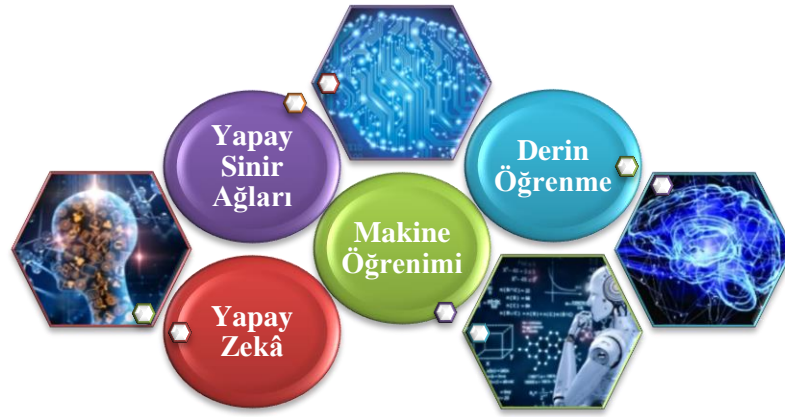 Yapay
Sinir
Ağları
Derin
Öğrenme
Makine
Öğrenimi
Yapay
Zekâ